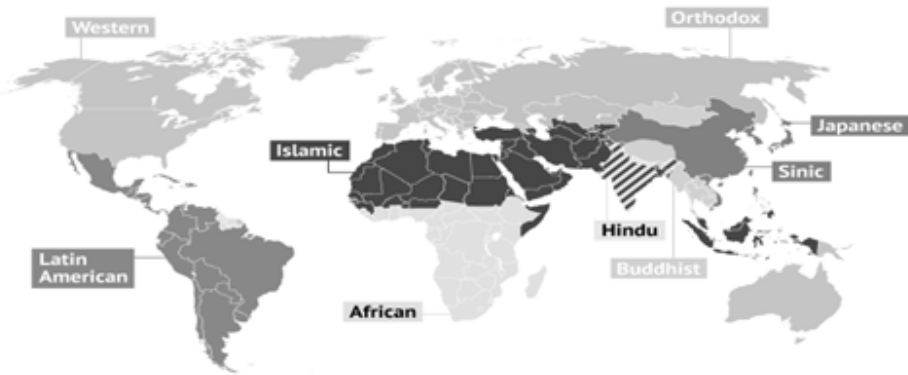 Western
Orthodox
Japanese
Islamic
Sinic
Hindu
Latin
American
Buddhist
African